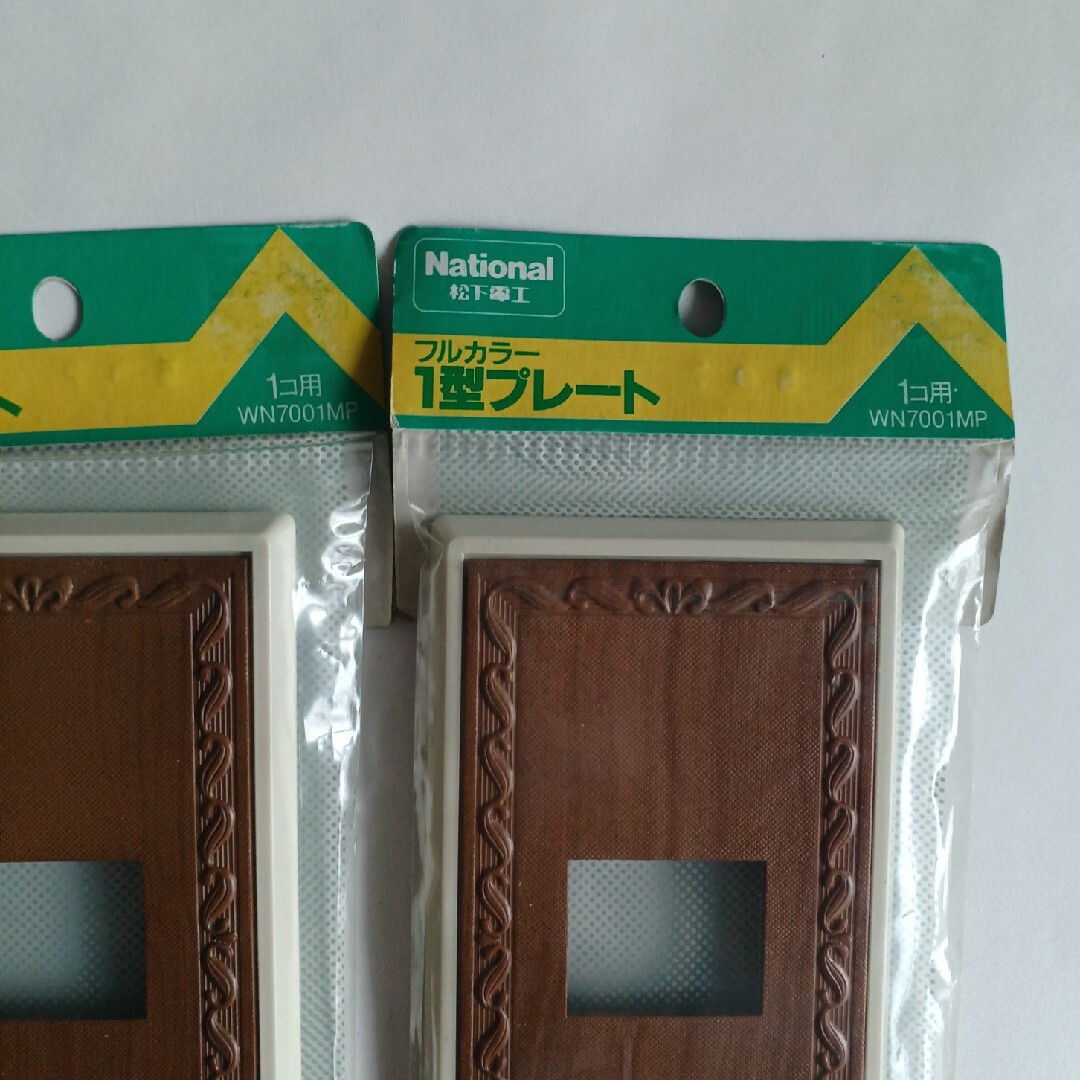 ト
1コ用
WN7001MP
National
松下電工
フルカラー
1型プレート
1コ用
WN7001MP